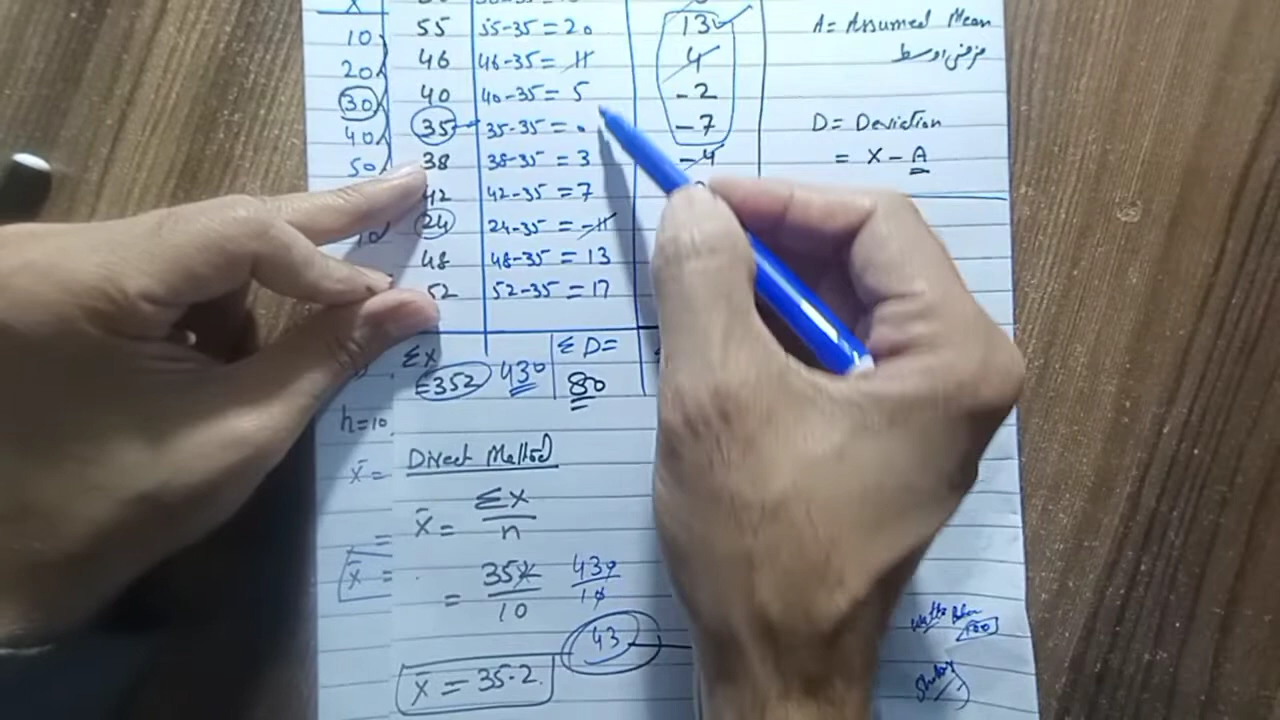 x
10
20
30
40
50
55
46
40
35
38
42
24
48
52
55-35=20
46-35=11
40-35=5
35-35=0
38-35=3
42-35=7
24-35=-11
48-35=13
52-35=17
13
4
-2
-7
-4
A= Assumed Mean
فرضی اوسط
D= Deviation
= X-A
Σx
=352 430
ΣD=
80
h=10
x̄=
=
x̄ =
Direct Method
x̄ = Σx/n
= 352/10 430/10
43
x̄ = 35.2
100